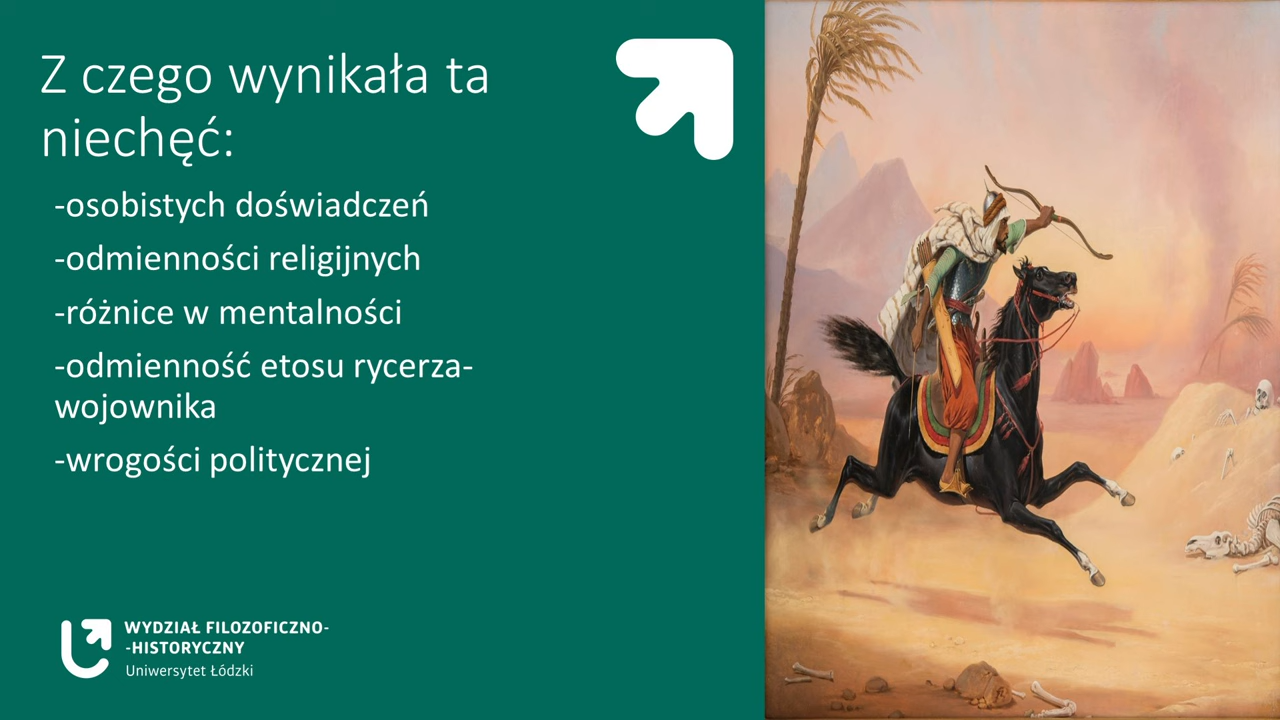 Z czego wynikała ta
niechęć:
-osobistych doświadczeń
-odmienności religijnych
-różnice w mentalności
-odmienność etosu rycerza-
wojownika
-wrogości politycznej
WYDZIAŁ FILOZOFICZNO-
-HISTORYCZNY
Uniwersytet Łódzki